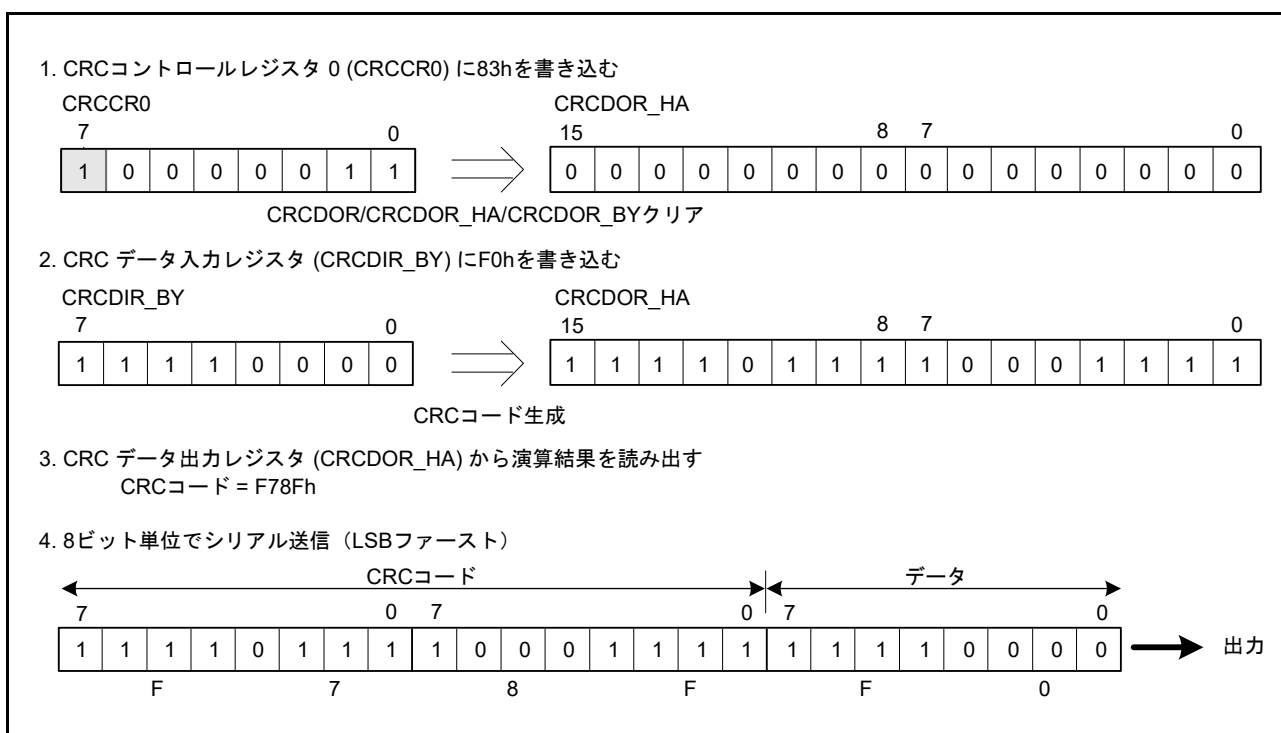 1. CRCコントロールレジスタ 0 (CRCCR0) に83hを書き込む
CRCCR0 CRCDOR_HA
7 0 15 8 7 0
1 0 0 0 0 0 1 1 0 0 0 0 0 0 0 0 0 0 0 0 0 0 0 0
CRCDOR/CRCDOR_HA/CRCDOR_BYクリア
2. CRC データ入力レジスタ (CRCDIR_BY) にF0hを書き込む
CRCDIR_BY CRCDOR_HA
7 0 15 8 7 0
1 1 1 1 0 0 0 0 1 1 1 1 0 1 1 1 1 0 0 0 1 1 1 1
CRCコード生成
3. CRC データ出力レジスタ (CRCDOR_HA) から演算結果を読み出す
CRCコード = F78Fh
4. 8ビット単位でシリアル送信（LSBファースト）
CRCコード データ
7 0 7 0 7 0
1 1 1 1 0 1 1 1 1 0 0 0 1 1 1 1 1 1 1 1 0 0 0 0 出力
F 7 8 F F 0